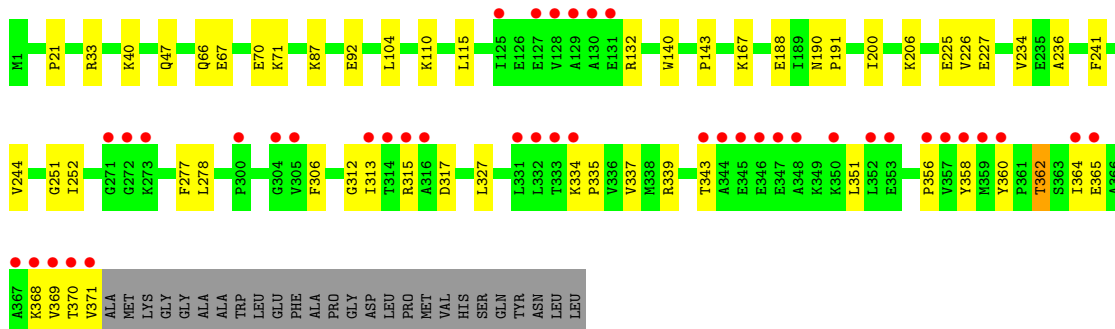 M1 P21 R33 K40 Q47 Q66 E67 E70 K71 K87 E92 L104 K110 L115 I125 E126 E127 V128 A129 A130 E131 R132 W140 P143 K167 E188 I189 N190 P191 I200 K206 E225 V226 E227 V234 E235 A236 F241
V244 G251 I252 G271 G272 K273 F277 L278 P300 G304 V305 F306 G312 I313 T314 R315 A316 D317 L327 L331 L332 T333 K334 P335 V336 V337 M338 R339 T343 A344 E345 E346 E347 A348 K349 K350 L351 L352 E353 P356 V357 Y358 M359 Y360 P361 T362 S363 I364 E365 A366
A367 K368 V369 T370 V371 ALA MET LYS GLY GLY ALA ALA TRP LEU GLU PHE ALA PRO GLY ASP LEU PRO MET VAL HIS SER GLN TYR ASN LEU LEU